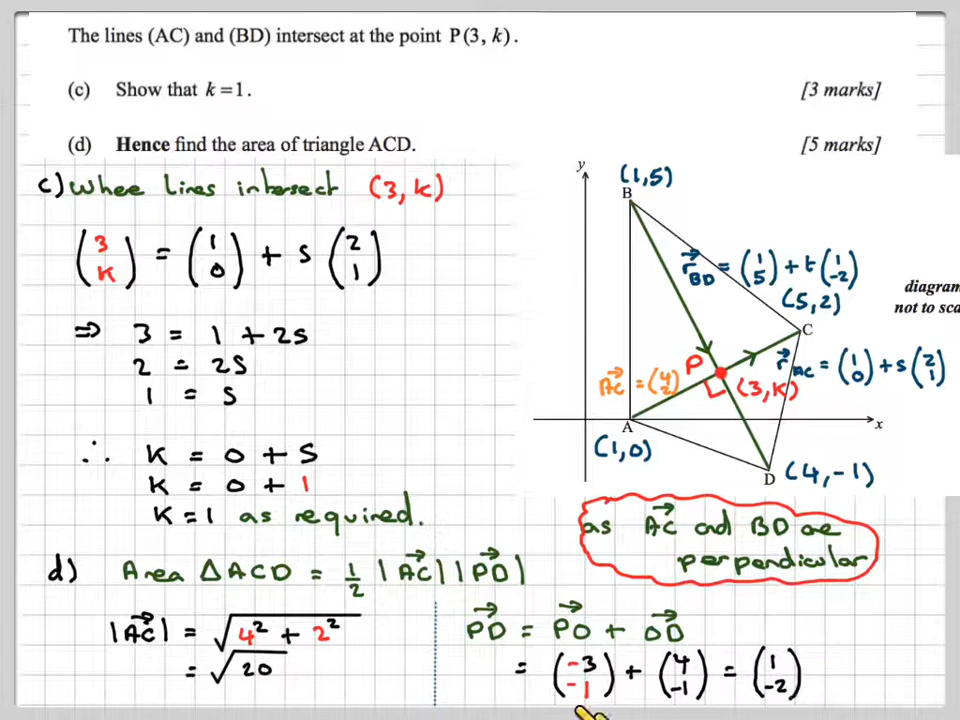 The lines (AC) and (BD) intersect at the point P(3, k).
(c) Show that k = 1. [3 marks]
(d) Hence find the area of triangle ACD. [5 marks]
c) Where lines intersect (3, k)
(3 K) = (1 0) + s (2 1)
⇒ 3 = 1 + 2s
2 = 2s
1 = s
∴ K = 0 + s
K = 0 + 1
K = 1 as required.
y
(1,5)
B
r⃗BD = (1 5) + t(1 -2)
(5,2)
C
diagram
not to sca
P
AC⃗ = (4 2)
(3,K)
r⃗AC = (1 0) + s(2 1)
x
A
(1,0)
D (4,-1)
as AC⃗ and BD are
perpendicular
d) Area △ACD = 1/2 |AC⃗| |PD⃗|
|AC⃗| = √4² + 2²
= √20
PD⃗ = PO⃗ + OD⃗
= (-3 -1) + (4 -1) = (1 -2)